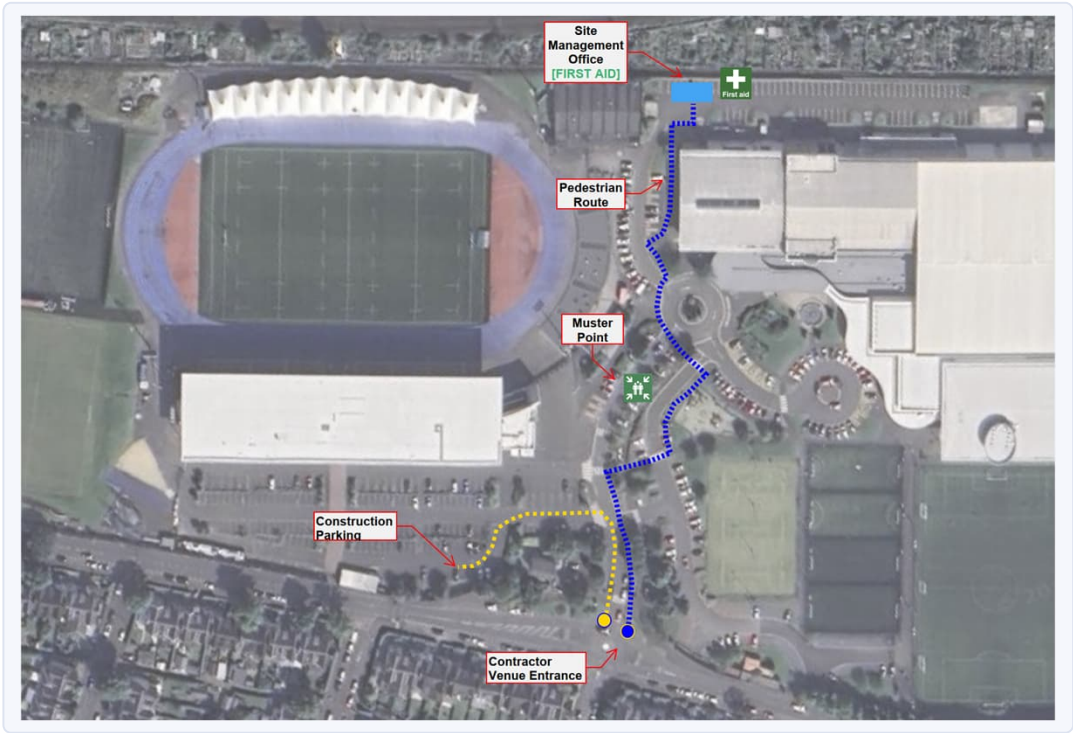 Site
Management
Office
[FIRST AID]
First aid
Pedestrian
Route
Muster
Point
Construction
Parking
Contractor
Venue Entrance